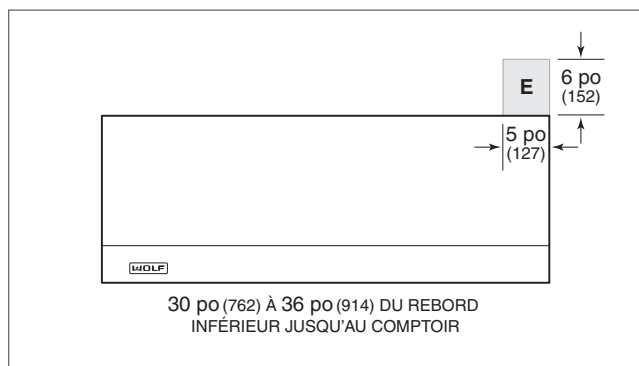 E
6 po
(152)
5 po
(127)
WOLF
30 po (762) À 36 po (914) DU REBORD
INFÉRIEUR JUSQU'AU COMPTOIR